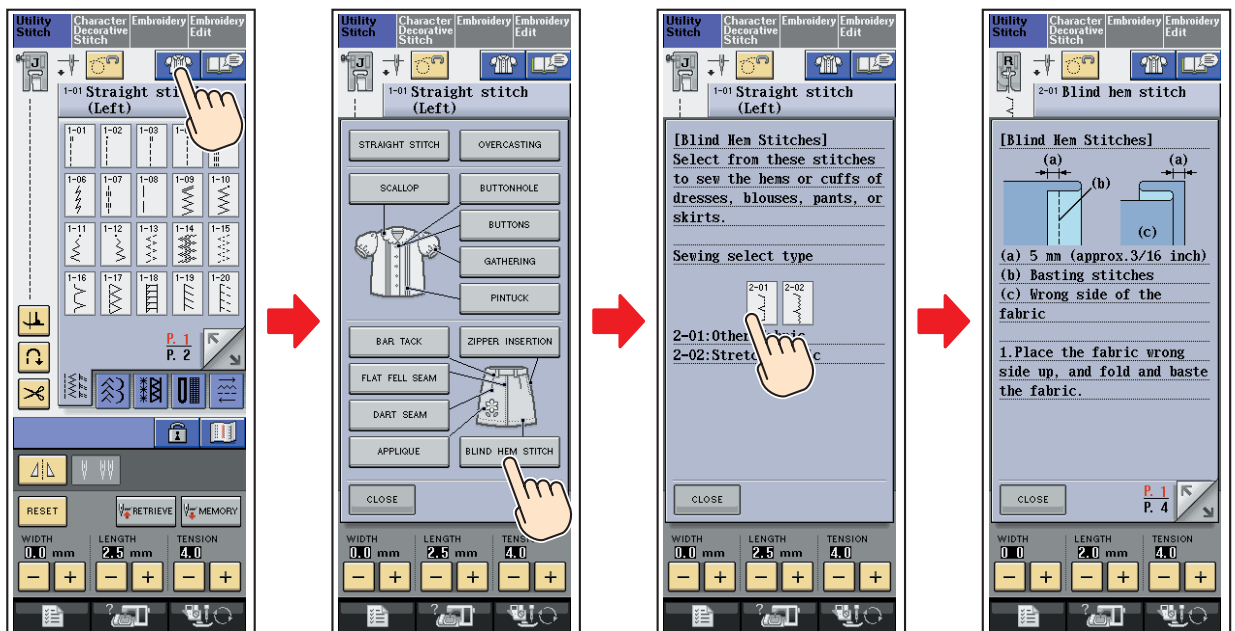 Utility Stitch
Character Decorative Stitch
Embroidery
Embroidery Edit
J
1-01 Straight
(Left)
1-01
1-02
1-03
1-06
1-07
1-08
1-09
1-10
1-11
1-12
1-13
1-14
1-15
1-16
1-17
1-18
1-19
1-20
P. 1
P. 2
RESET
RETRIEVE
MEMORY
WIDTH
LENGTH
TENSION
0.0 mm
2.5 mm
4.0
− + − + − +
?
Utility Stitch
Character Decorative Stitch
Embroidery
Embroidery Edit
J
1-01 Straight stitch
(Left)
STRAIGHT STITCH
OVERCASTING
SCALLOP
BUTTONHOLE
BUTTONS
GATHERING
PINTUCK
BAR TACK
ZIPPER INSERTION
FLAT FELL SEAM
DART SEAM
APPLIQUE
BLIND HEM STITCH
CLOSE
WIDTH
LENGTH
TENSION
0.0 mm
2.5 mm
4.0
− + − + − +
?
Utility Stitch
Character Decorative Stitch
Embroidery
Embroidery Edit
J
1-01 Straight stitch
(Left)
[Blind Hem Stitches]
Select from these stitches
to sew the hems or cuffs of
dresses, blouses, pants, or
skirts.
Sewing select type
2-01
2-02
2-01:Other
2-02:Stretch
CLOSE
WIDTH
LENGTH
TENSION
0.0 mm
2.5 mm
4.0
− + − + − +
?
Utility Stitch
Character Decorative Stitch
Embroidery
Embroidery Edit
R
2-01 Blind hem stitch
[Blind Hem Stitches]
(a)
(a)
(b)
(c)
(a) 5 mm (approx.3/16 inch)
(b) Basting stitches
(c) Wrong side of the
fabric
1.Place the fabric wrong
side up, and fold and baste
the fabric.
CLOSE
P. 1
P. 4
WIDTH
LENGTH
TENSION
0 0
2.0 mm
4.0
− + − + − +
?